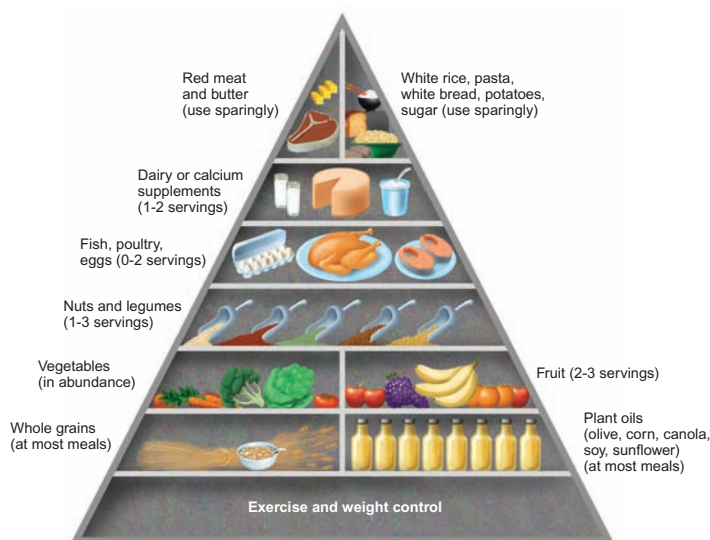 Red meat
and butter
(use sparingly)
White rice, pasta,
white bread, potatoes,
sugar (use sparingly)
Dairy or calcium
supplements
(1-2 servings)
Fish, poultry,
eggs (0-2 servings)
Nuts and legumes
(1-3 servings)
Vegetables
(in abundance)
Fruit (2-3 servings)
Whole grains
(at most meals)
Plant oils
(olive, corn, canola,
soy, sunflower)
(at most meals)
Exercise and weight control